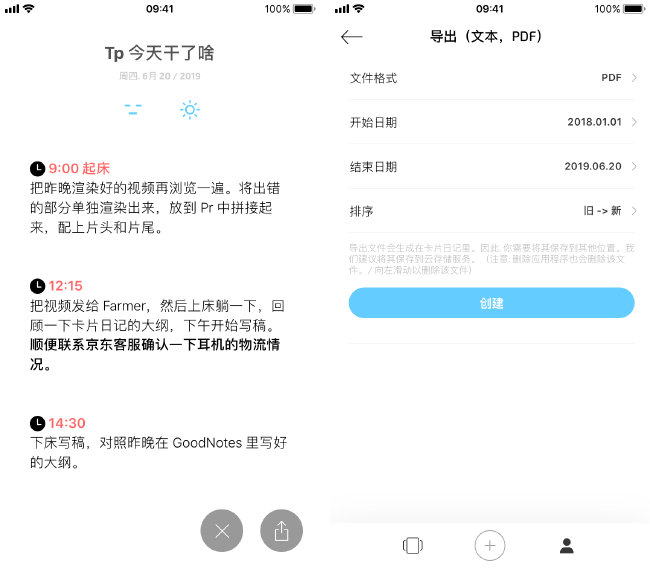 09:41
100%
Tp 今天干了啥
周四, 6月 20 / 2019
9:00 起床
把昨晚渲染好的视频再浏览一遍。将出错
的部分单独渲染出来，放到 Pr 中拼接起
来，配上片头和片尾。
12:15
把视频发给 Farmer，然后上床躺一下，回
顾一下卡片日记的大纲，下午开始写稿。
顺便联系京东客服确认一下耳机的物流情
况。
14:30
下床写稿，对照昨晚在 GoodNotes 里写好
的大纲。
09:41
100%
导出（文本，PDF）
文件格式 PDF
开始日期 2018.01.01
结束日期 2019.06.20
排序 旧 -> 新
导出文件会生成在卡片日记里。因此, 你需要将其保存到其他位置。我
们建议将其保存到云存储服务。（注意: 删除应用程序也会删除该文
件。/ 向左滑动以删除该文件）
创建